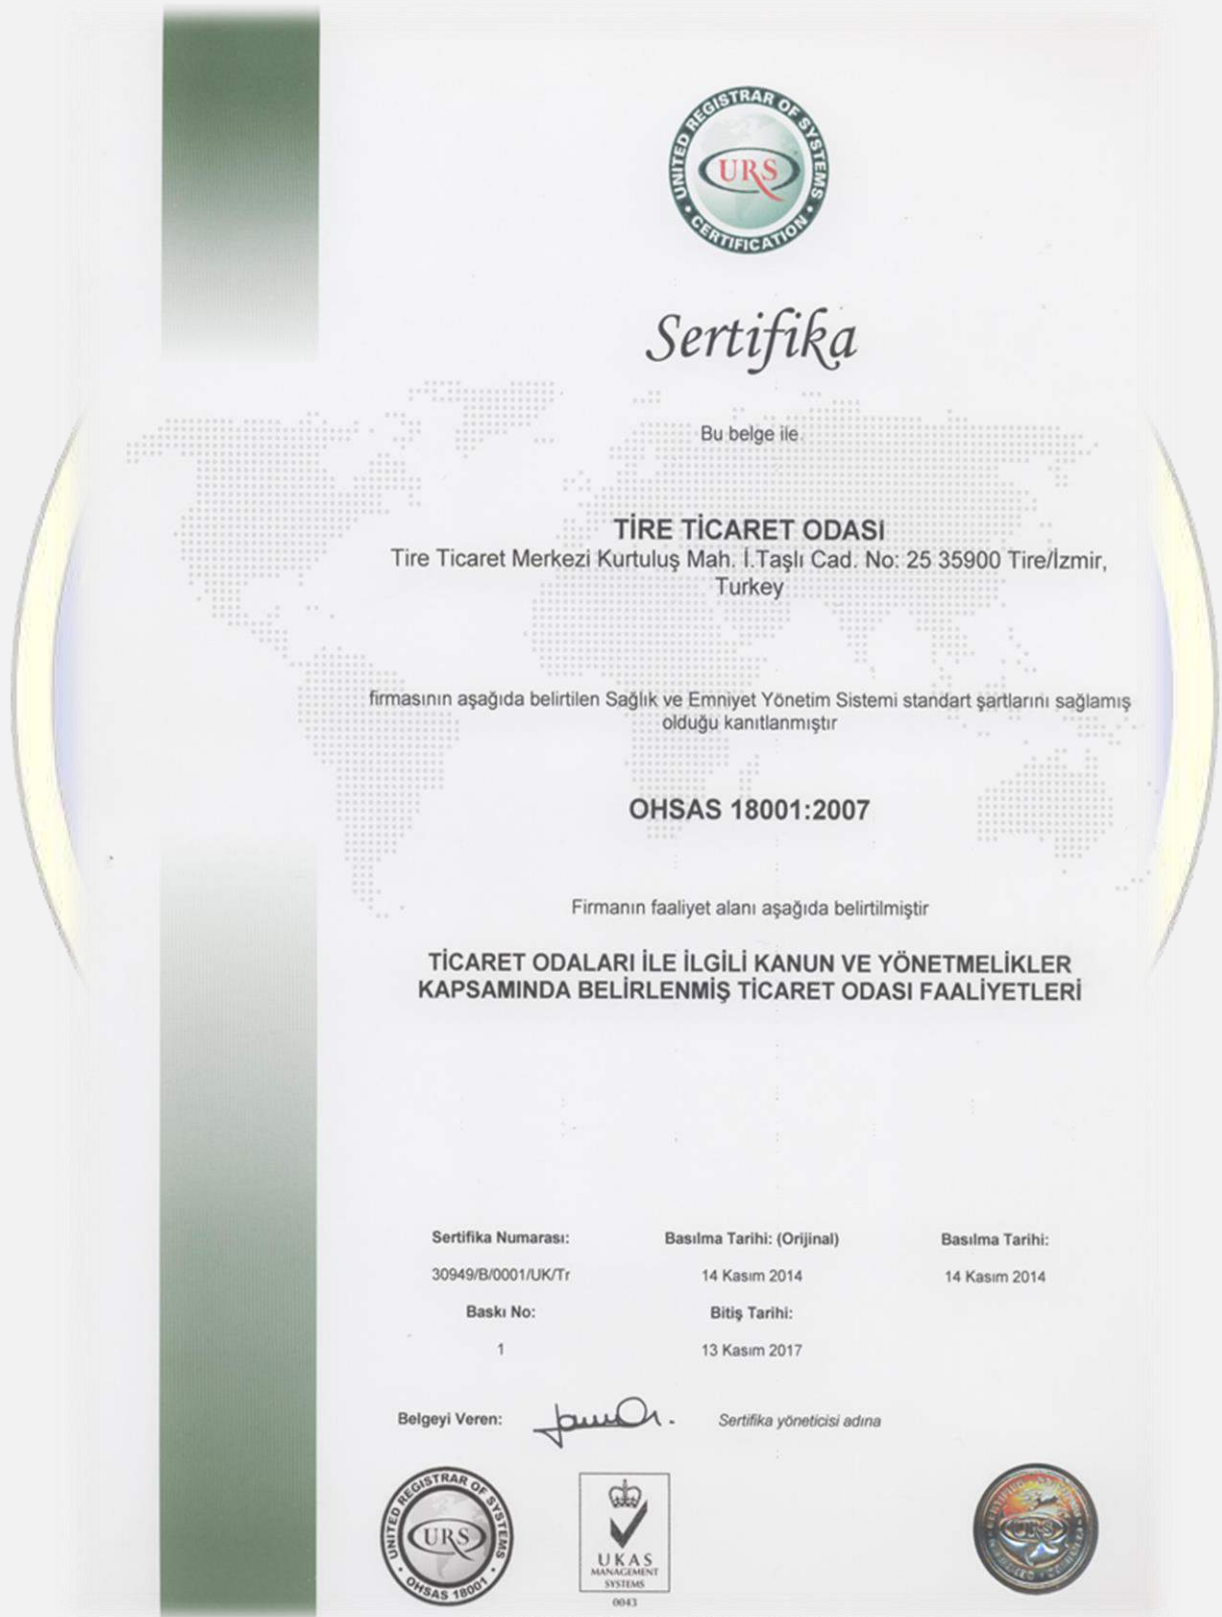 UNITED REGISTRAR OF SYSTEMS
URS
CERTIFICATION
Sertifika
Bu belge ile
TİRE TİCARET ODASI
Tire Ticaret Merkezi Kurtuluş Mah. İ.Taşlı Cad. No: 25 35900 Tire/İzmir,
Turkey
firmasının aşağıda belirtilen Sağlık ve Emniyet Yönetim Sistemi standart şartlarını sağlamış
olduğu kanıtlanmıştır
OHSAS 18001:2007
Firmanın faaliyet alanı aşağıda belirtilmiştir
TİCARET ODALARI İLE İLGİLİ KANUN VE YÖNETMELİKLER
KAPSAMINDA BELİRLENMİŞ TİCARET ODASI FAALİYETLERİ
Sertifika Numarası: Basılma Tarihi: (Orijinal) Basılma Tarihi:
30949/B/0001/UK/Tr 14 Kasım 2014 14 Kasım 2014
Baskı No: Bitiş Tarihi:
1 13 Kasım 2017
Belgeyi Veren: Sertifika yöneticisi adına
UNITED REGISTRAR OF SYSTEMS
URS
OHSAS 18001
UKAS
MANAGEMENT
SYSTEMS
0043
URS